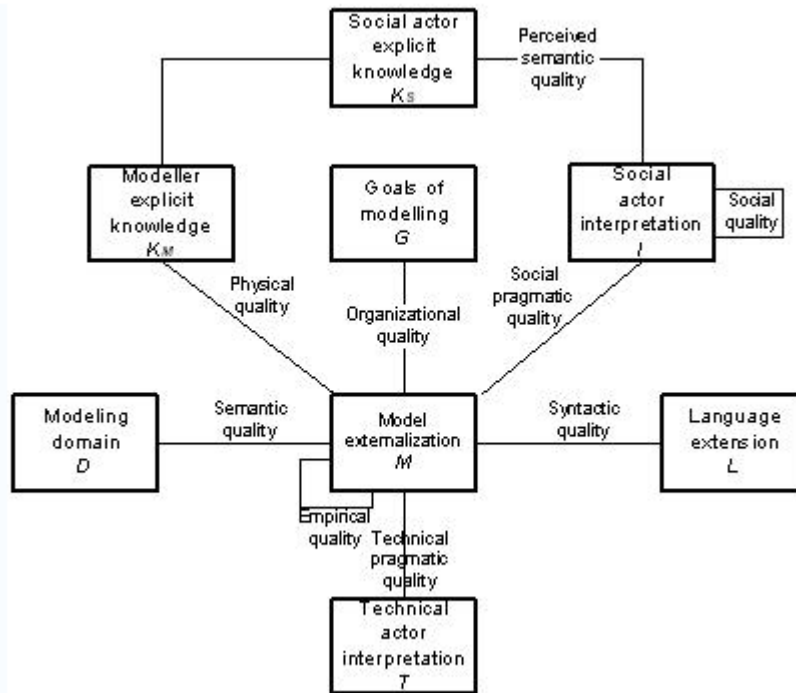 Social actor
explicit
knowledge
KS
Perceived
semantic
quality
Modeller
explicit
knowledge
KM
Goals of
modelling
G
Social
actor
interpretation
I
Social
quality
Physical
quality
Organizational
quality
Social
pragmatic
quality
Modeling
domain
D
Semantic
quality
Model
externalization
M
Syntactic
quality
Language
extension
L
Empirical
quality
Technical
pragmatic
quality
Technical
actor
interpretation
T